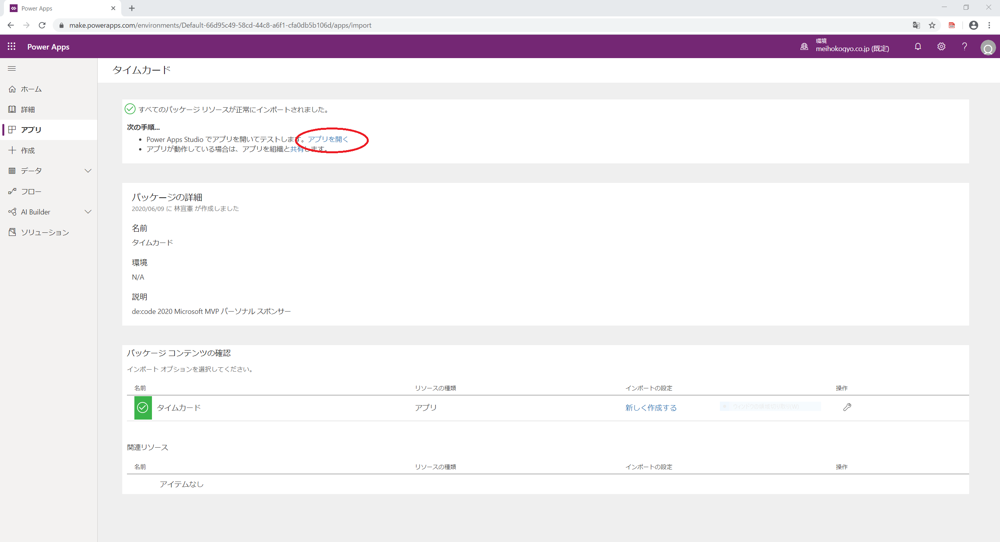 Power Apps
make.powerapps.com/environments/Default-66d95c49-58cd-44c8-a6f1-cfa0db5b106d/apps/import
Power Apps
環境
meihokogyo.co.jp (既定)
タイムカード
ホーム
詳細
アプリ
作成
データ
フロー
AI Builder
ソリューション
すべてのパッケージ リソースが正常にインポートされました。
次の手順...
• Power Apps Studio でアプリを開いてテストします。アプリを開く
• アプリが動作している場合は、アプリを組織と共有します。
パッケージの詳細
2020/06/09 に 林宜憲 が作成しました
名前
タイムカード
環境
N/A
説明
de:code 2020 Microsoft MVP パーソナル スポンサー
パッケージ コンテンツの確認
インポート オプションを選択してください。
名前 リソースの種類 インポートの設定 操作
タイムカード アプリ 新しく作成する ウィンドウの領域切り取り(W)
関連リソース
名前 リソースの種類 インポートの設定 操作
アイテムなし